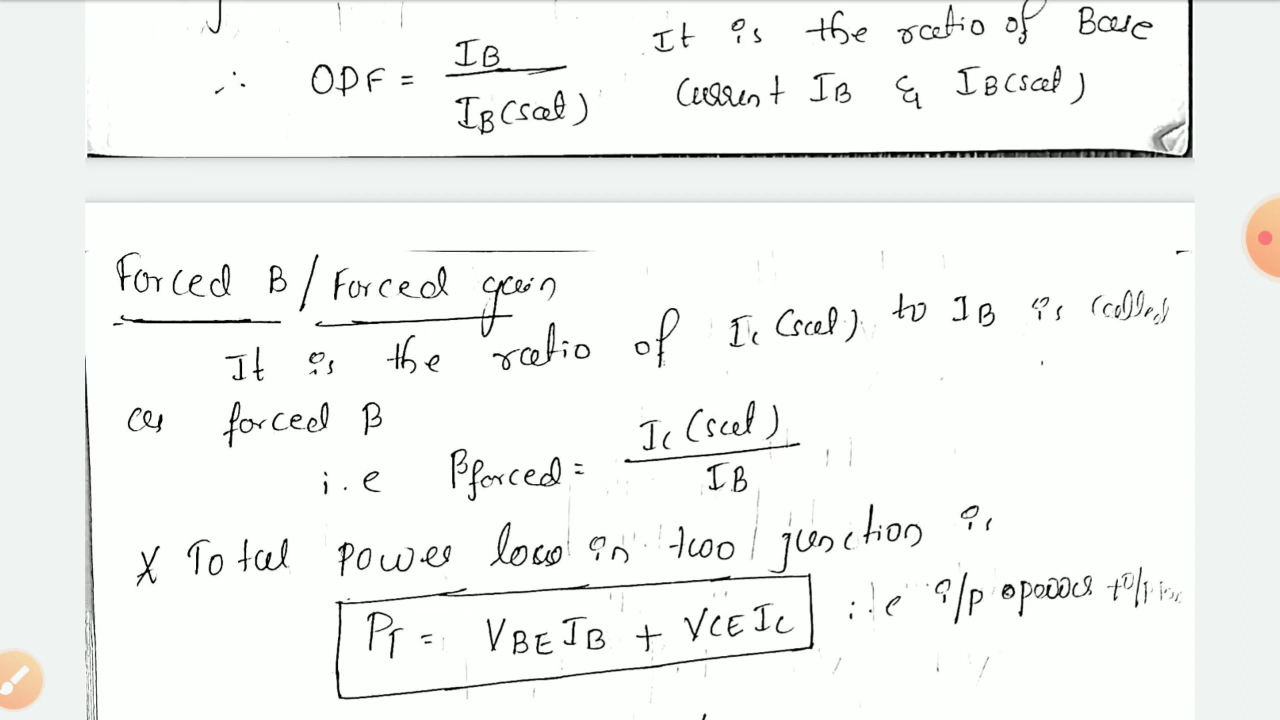 It is the ratio of Base
∴ ODF = IB / IB(sat) current IB & IB(sat)
Forced β / Forced gain
It is the ratio of Ic(sat) to IB is called
as forced β
i.e βforced = Ic(sat) / IB
* Total power loss in two junction is
PT = VBE IB + VCE IC i.e i/p power + o/p